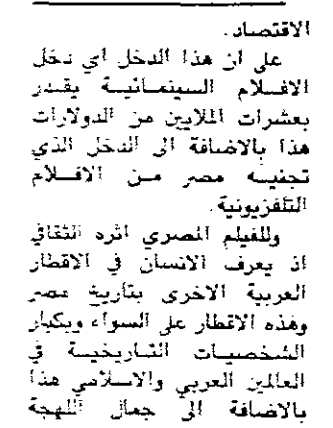 الاقتصاد.
على ان هذا الدخل اي دخل
الافلام السينمائية يقدر
بعشرات الملايين من الدولارات
هذا بالاضافة الى الدخل الذي
تجنيه مصر من الافلام
التلفزيونية.
وللفيلم المصري اثره الثقافي
اذ يعرف الانسان في الاقطار
العربية الاخرى بتاريخ مصر
وهذه الاقطار على السواء وبكبار
الشخصيات التاريخية في
العالمين العربي والاسلامي هذا
بالاضافة الى جمال اللهجة